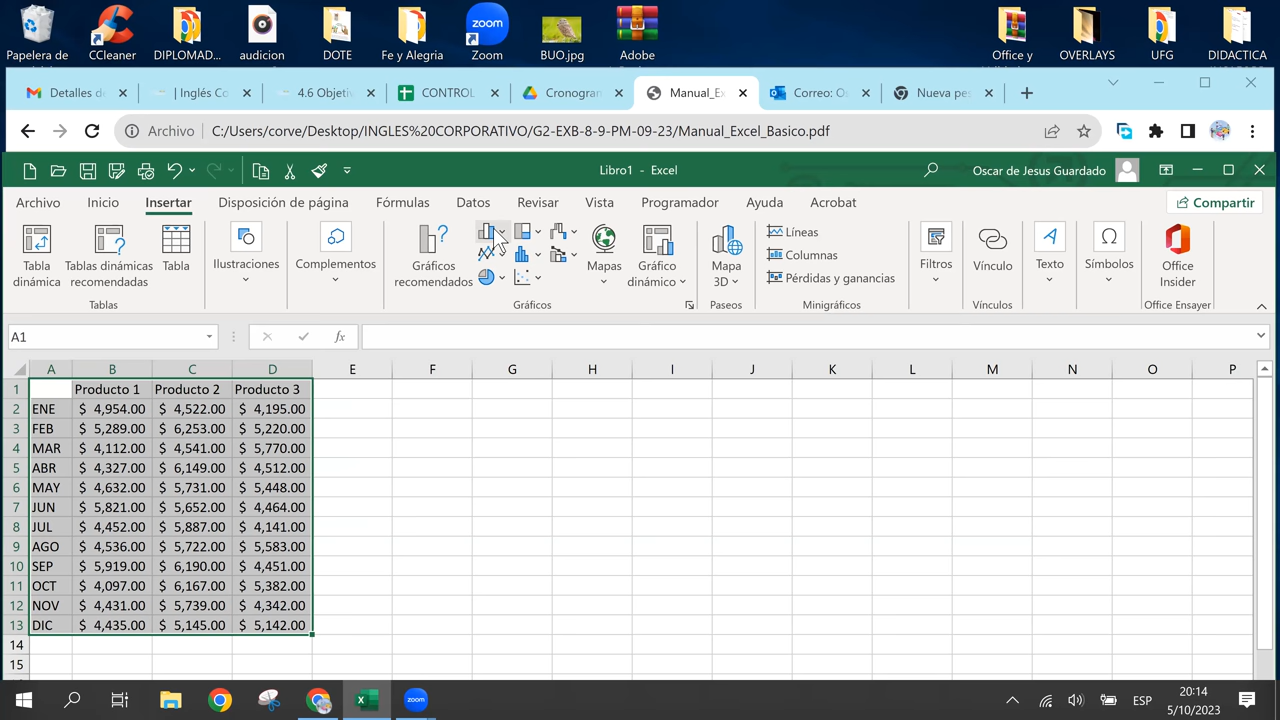 Papelera de
CCleaner
DIPLOMAD...
audicion
DOTE
Fe y Alegria
zoom
Zoom
BUO.jpg
Adobe
Office y
OVERLAYS
UFG
DIDACTICA
Detalles de
| Inglés Co
4.6 Objetiv
CONTROL
Cronogram
Manual_Ex
Correo: Os
Nueva pes
Archivo
C:/Users/corve/Desktop/INGLES%20CORPORATIVO/G2-EXB-8-9-PM-09-23/Manual_Excel_Basico.pdf
Libro1 - Excel
Oscar de Jesus Guardado
Archivo
Inicio
Insertar
Disposición de página
Fórmulas
Datos
Revisar
Vista
Programador
Ayuda
Acrobat
Compartir
Tabla
dinámica
Tablas dinámicas
recomendadas
Tabla
Ilustraciones
Complementos
Gráficos
recomendados
Mapas
Gráfico
dinámico
Mapa
3D
Líneas
Columnas
Pérdidas y ganancias
Filtros
Vínculo
Texto
Símbolos
Office
Insider
Tablas
Gráficos
Paseos
Minigráficos
Vínculos
Office Ensayer
A1
fx
A B C D E F G H I J K L M N O P
1 Producto 1 Producto 2 Producto 3
2 ENE $ 4,954.00 $ 4,522.00 $ 4,195.00
3 FEB $ 5,289.00 $ 6,253.00 $ 5,220.00
4 MAR $ 4,112.00 $ 4,541.00 $ 5,770.00
5 ABR $ 4,327.00 $ 6,149.00 $ 4,512.00
6 MAY $ 4,632.00 $ 5,731.00 $ 5,448.00
7 JUN $ 5,821.00 $ 5,652.00 $ 4,464.00
8 JUL $ 4,452.00 $ 5,887.00 $ 4,141.00
9 AGO $ 4,536.00 $ 5,722.00 $ 5,583.00
10 SEP $ 5,919.00 $ 6,190.00 $ 4,451.00
11 OCT $ 4,097.00 $ 6,167.00 $ 5,382.00
12 NOV $ 4,431.00 $ 5,739.00 $ 4,342.00
13 DIC $ 4,435.00 $ 5,145.00 $ 5,142.00
14
15
zoom
ESP
20:14
5/10/2023